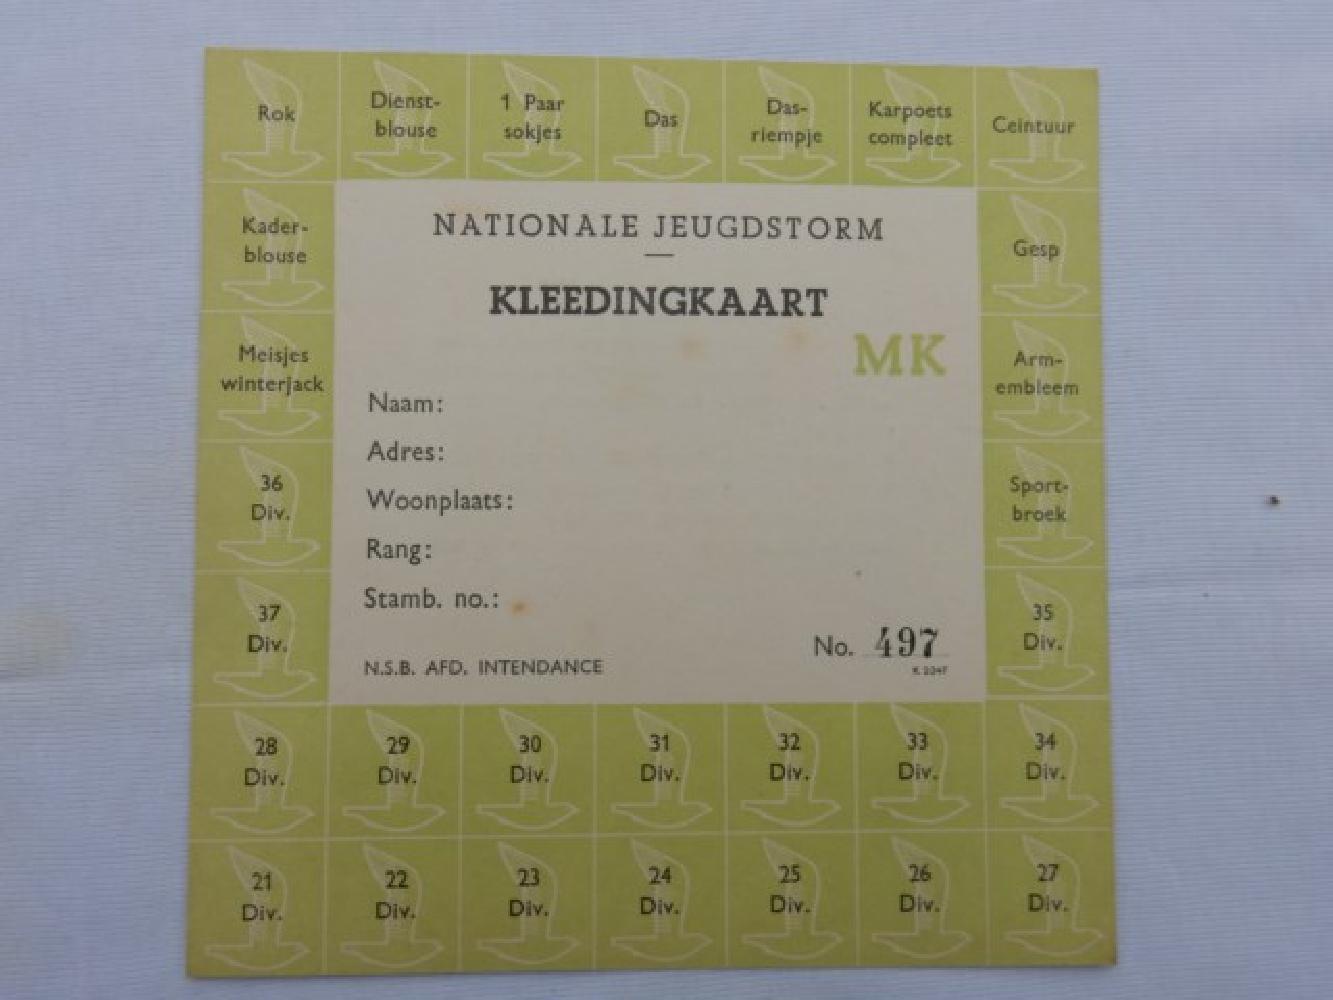 Rok
Dienst-
blouse
1 Paar
sokjes
Das
Das-
riempje
Karpoets
compleet
Ceintuur
Kader-
blouse
Gesp
Meisjes
winterjack
Arm-
embleem
36
Div.
Sport-
broek
37
Div.
35
Div.
NATIONALE JEUGDSTORM
KLEEDINGKAART
MK
Naam:
Adres:
Woonplaats:
Rang:
Stamb. no.:
No. 497
N.S.B. AFD. INTENDANCE
28
Div.
29
Div.
30
Div.
31
Div.
32
Div.
33
Div.
34
Div.
21
Div.
22
Div.
23
Div.
24
Div.
25
Div.
26
Div.
27
Div.